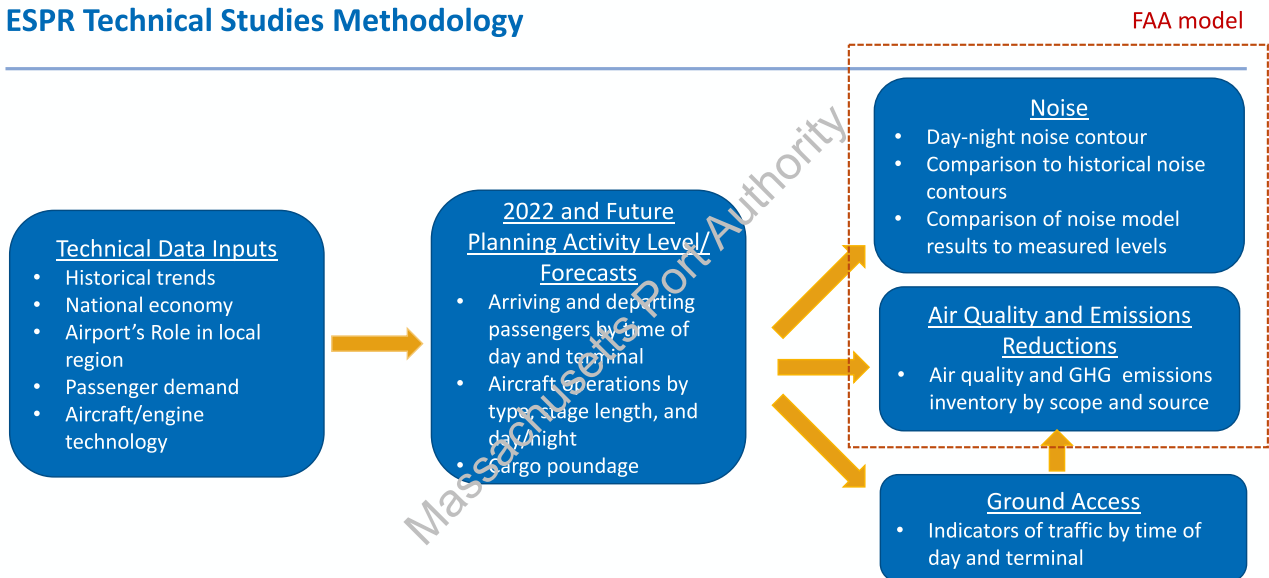 ESPR Technical Studies Methodology
FAA model
Technical Data Inputs
• Historical trends
• National economy
• Airport's Role in local
region
• Passenger demand
• Aircraft/engine
technology
2022 and Future
Planning Activity Level/
Forecasts
• Arriving and departing
passengers by time of
day and terminal
• Aircraft operations by
type, stage length, and
day/night
• Cargo poundage
Noise
• Day-night noise contour
• Comparison to historical noise
contours
• Comparison of noise model
results to measured levels
Air Quality and Emissions
Reductions
• Air quality and GHG emissions
inventory by scope and source
Ground Access
• Indicators of traffic by time of
day and terminal
Massachusetts Port Authority